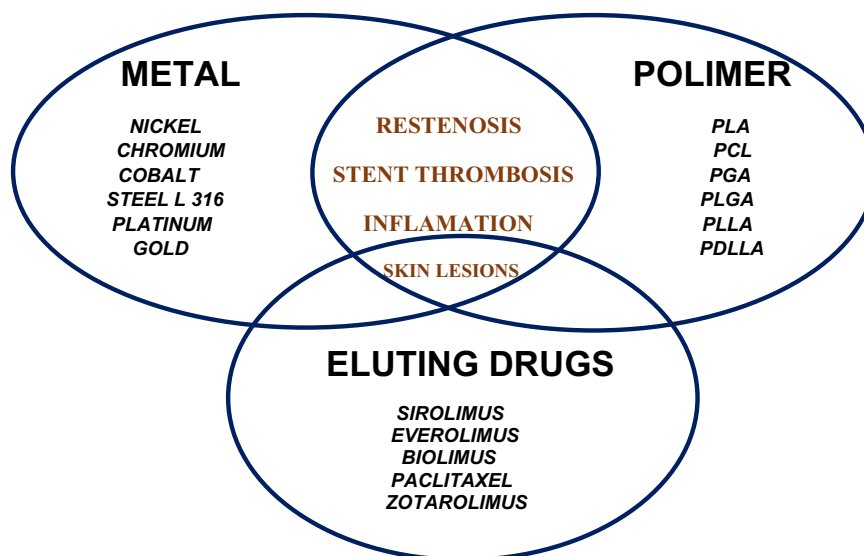 METAL
NICKEL
CHROMIUM
COBALT
STEEL L 316
PLATINUM
GOLD
RESTENOSIS
STENT THROMBOSIS
INFLAMATION
SKIN LESIONS
POLIMER
PLA
PCL
PGA
PLGA
PLLA
PDLLA
ELUTING DRUGS
SIROLIMUS
EVEROLIMUS
BIOLIMUS
PACLITAXEL
ZOTAROLIMUS